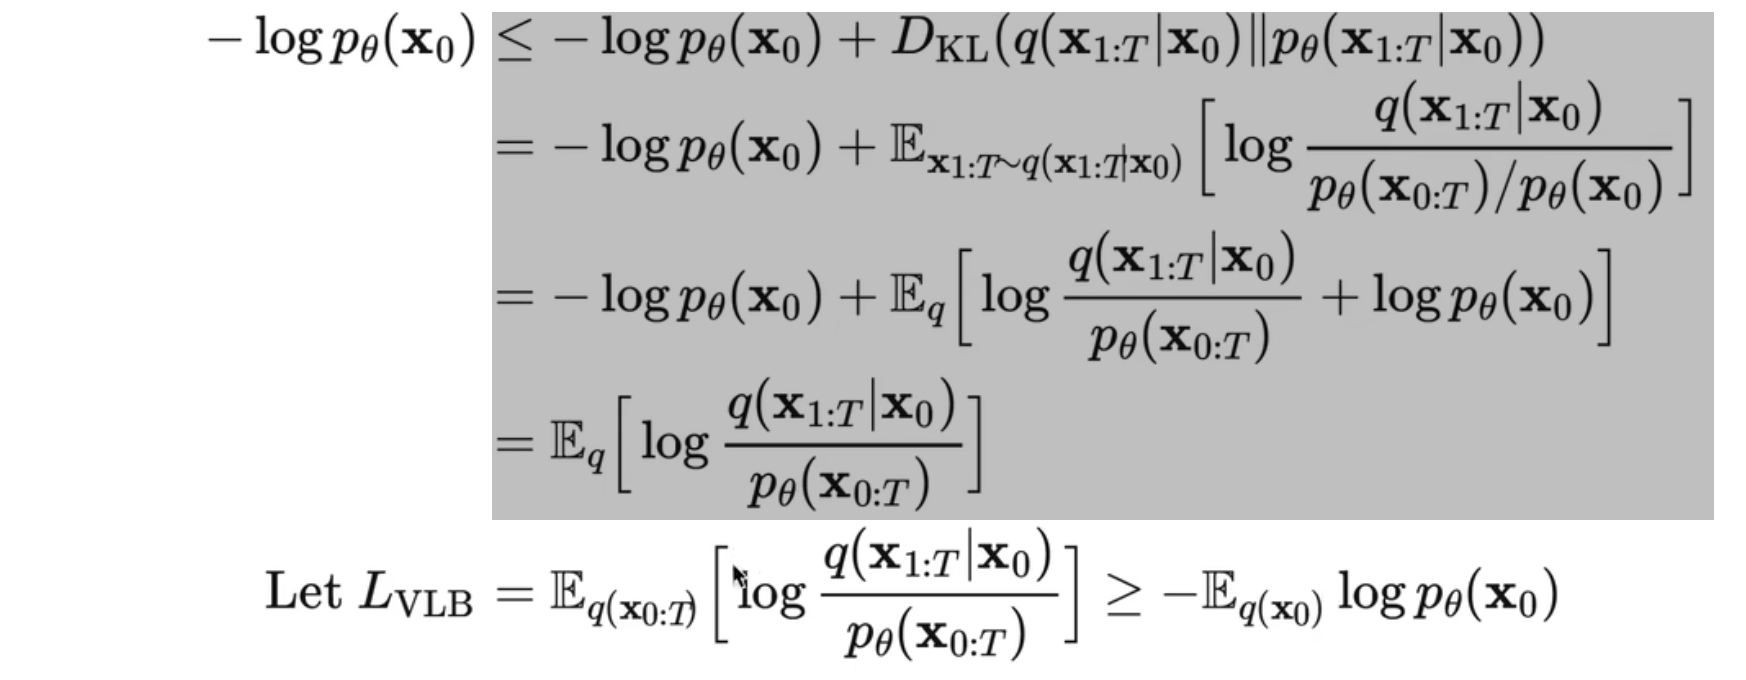 − log p_θ(x_0) ≤ − log p_θ(x_0) + D_KL(q(x_{1:T}|x_0)‖p_θ(x_{1:T}|x_0))
= − log p_θ(x_0) + 𝔼_{x_{1:T}∼q(x_{1:T}|x_0)} [ log q(x_{1:T}|x_0) / (p_θ(x_{0:T})/p_θ(x_0)) ]
= − log p_θ(x_0) + 𝔼_q [ log q(x_{1:T}|x_0) / p_θ(x_{0:T}) + log p_θ(x_0) ]
= 𝔼_q [ log q(x_{1:T}|x_0) / p_θ(x_{0:T}) ]
Let L_VLB = 𝔼_{q(x_{0:T})} [ log q(x_{1:T}|x_0) / p_θ(x_{0:T}) ] ≥ −𝔼_{q(x_0)} log p_θ(x_0)